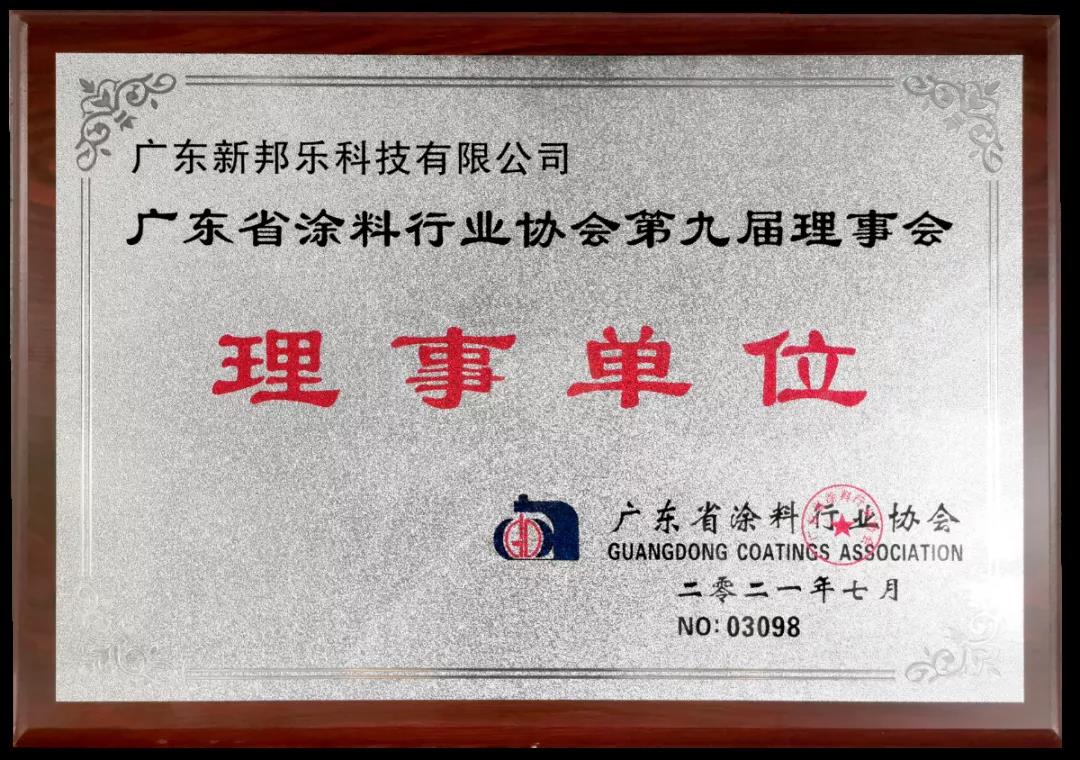 广东新邦乐科技有限公司
广东省涂料行业协会第九届理事会
理事单位
广东省涂料行业协会
GUANGDONG COATINGS ASSOCIATION
二零二一年七月
NO: 03098